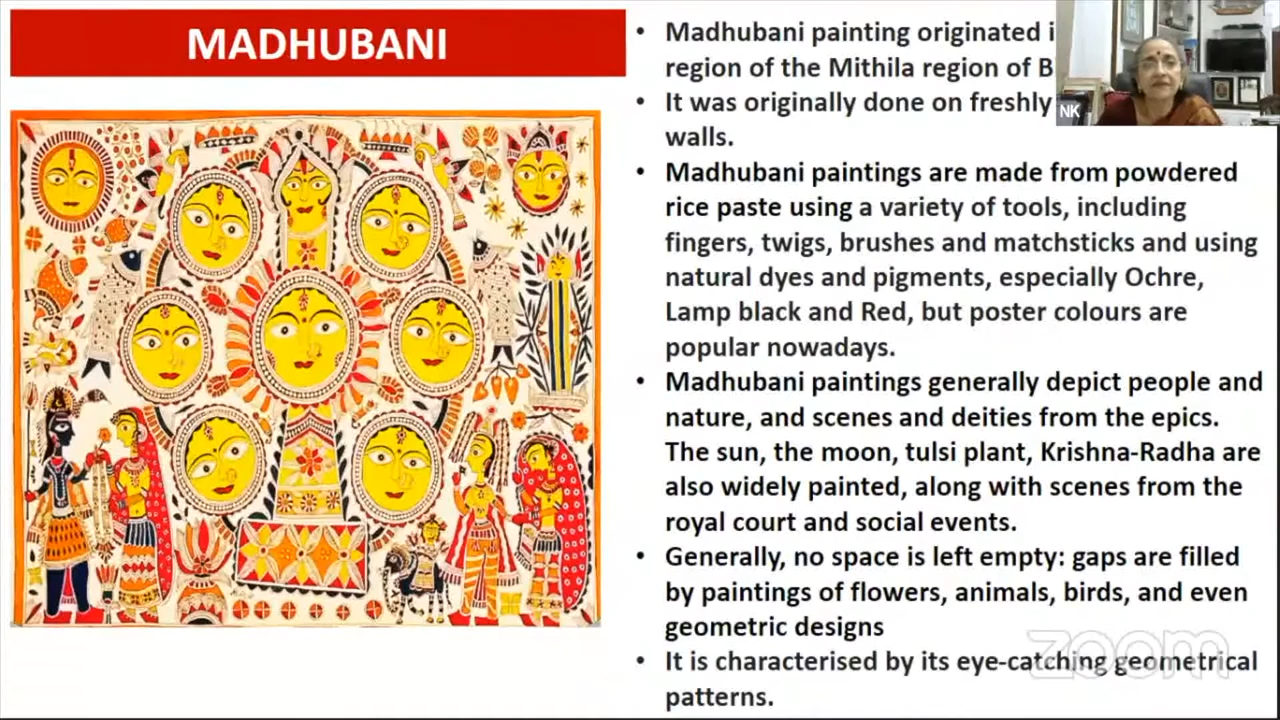 MADHUBANI
• Madhubani painting originated i
region of the Mithila region of B
• It was originally done on freshly
walls.
• Madhubani paintings are made from powdered
rice paste using a variety of tools, including
fingers, twigs, brushes and matchsticks and using
natural dyes and pigments, especially Ochre,
Lamp black and Red, but poster colours are
popular nowadays.
• Madhubani paintings generally depict people and
nature, and scenes and deities from the epics.
The sun, the moon, tulsi plant, Krishna-Radha are
also widely painted, along with scenes from the
royal court and social events.
• Generally, no space is left empty: gaps are filled
by paintings of flowers, animals, birds, and even
geometric designs
• It is characterised by its eye-catching geometrical
patterns.
NK
zoom